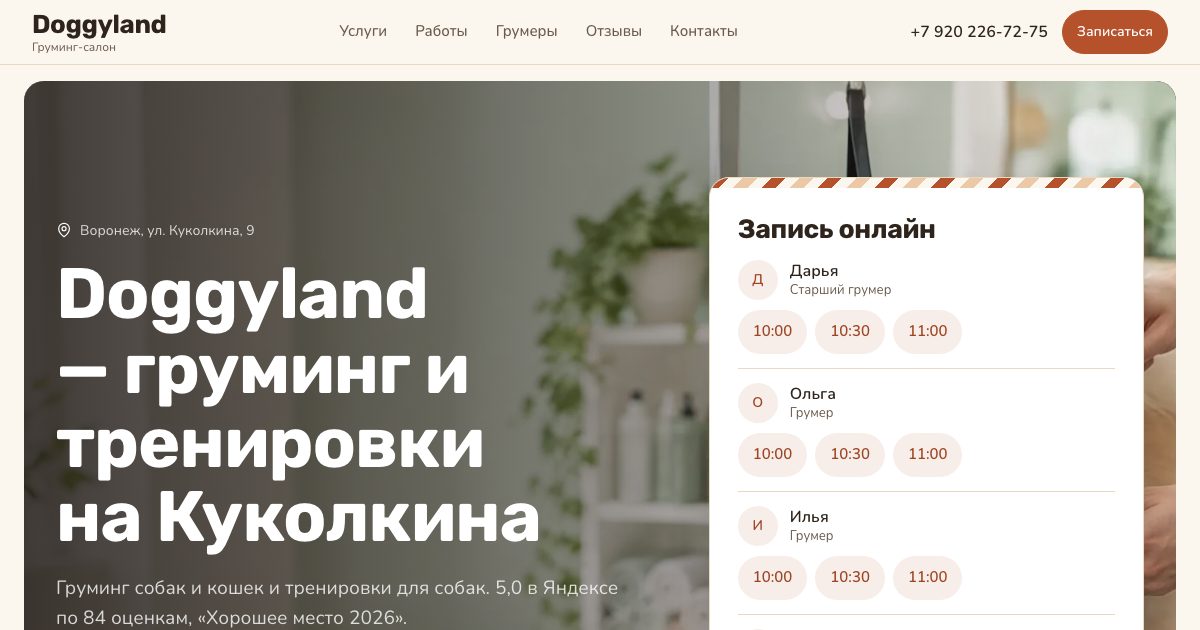 Doggyland
Груминг-салон
Услуги Работы Грумеры Отзывы Контакты
+7 920 226-72-75
Записаться
Воронеж, ул. Куколкина, 9
Doggyland
— груминг и
тренировки
на Куколкина
Груминг собак и кошек и тренировки для собак. 5,0 в Яндексе
по 84 оценкам, «Хорошее место 2026».
Запись онлайн
Д
Дарья
Старший грумер
10:00 10:30 11:00
О
Ольга
Грумер
10:00 10:30 11:00
И
Илья
Грумер
10:00 10:30 11:00